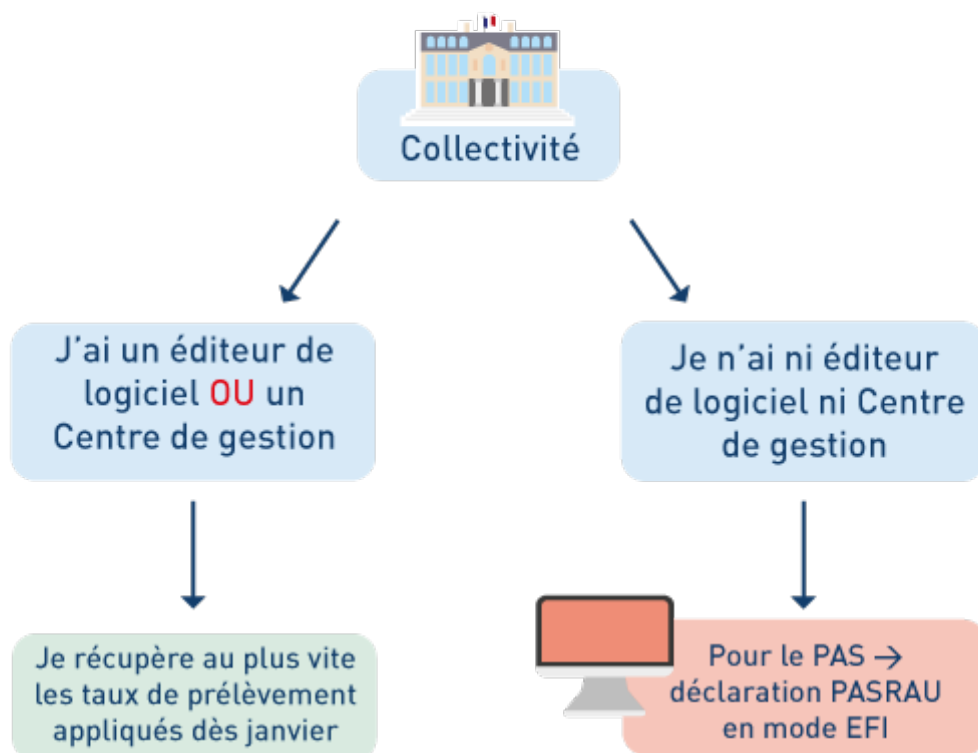 Collectivité
J'ai un éditeur de
logiciel OU un
Centre de gestion
Je n'ai ni éditeur
de logiciel ni Centre
de gestion
Je récupère au plus vite
les taux de prélèvement
appliqués dès janvier
Pour le PAS →
déclaration PASRAU
en mode EFI